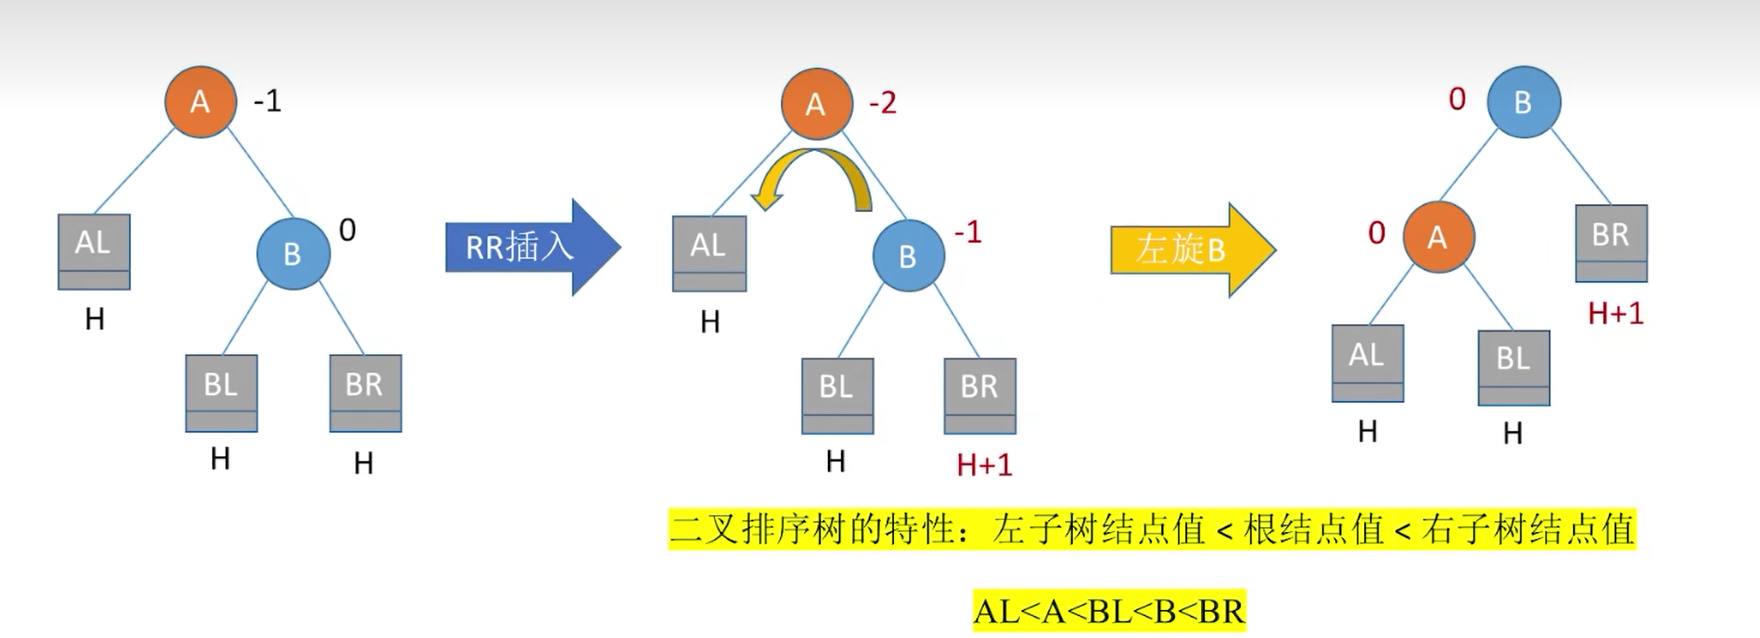 A
-1
AL
H
B
0
BL
H
BR
H
RR插入
A
-2
AL
H
B
-1
BL
H
BR
H+1
左旋B
0
B
0
A
BR
H+1
AL
H
BL
H
二叉排序树的特性：左子树结点值 < 根结点值 < 右子树结点值
AL<A<BL<B<BR